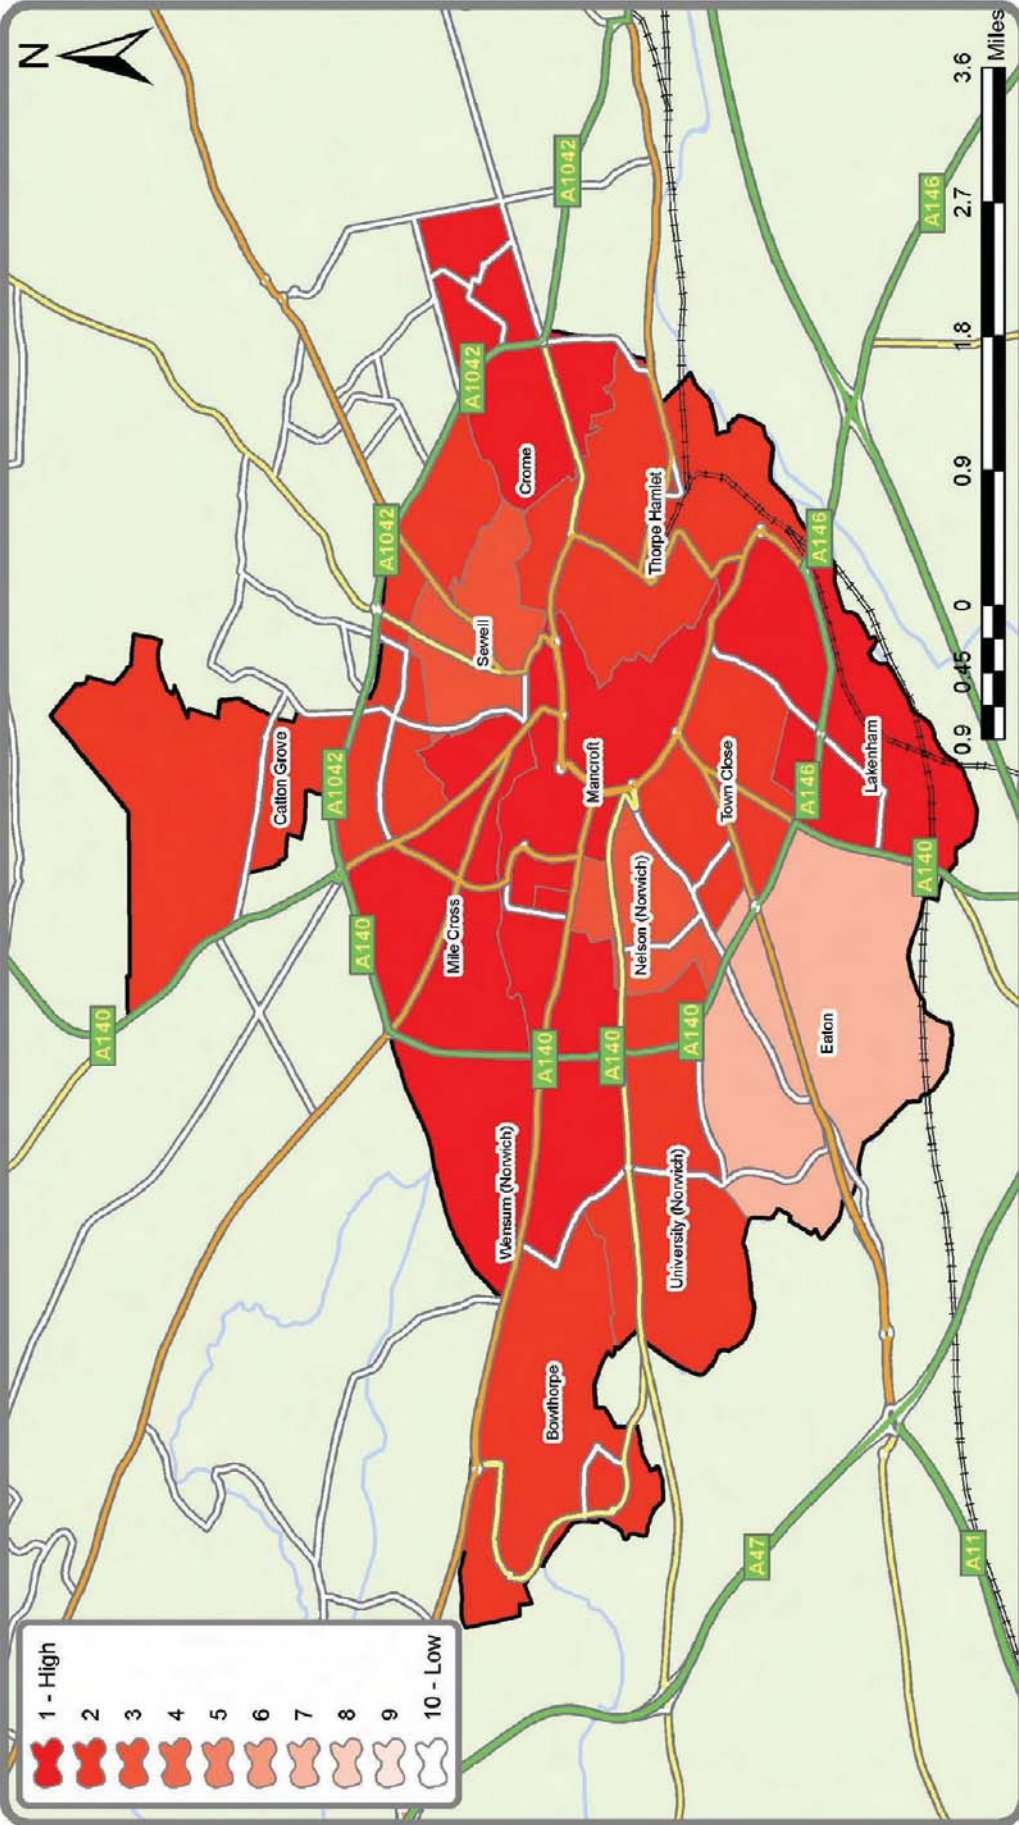 1 - High
2
3
4
5
6
7
8
9
10 - Low
N
A140
A140
A1042
A1042
A1042
A1042
A140
A140
A140
A146
A146
A146
A140
A47
A11
Catton Grove
Sewell
Crome
Mile Cross
Wensum (Norwich)
Mancroft
Thorpe Hamlet
Bowthorpe
Nelson (Norwich)
University (Norwich)
Town Close
Eaton
Lakenham
0.9 0.45 0 0.9 1.8 2.7 3.6
Miles